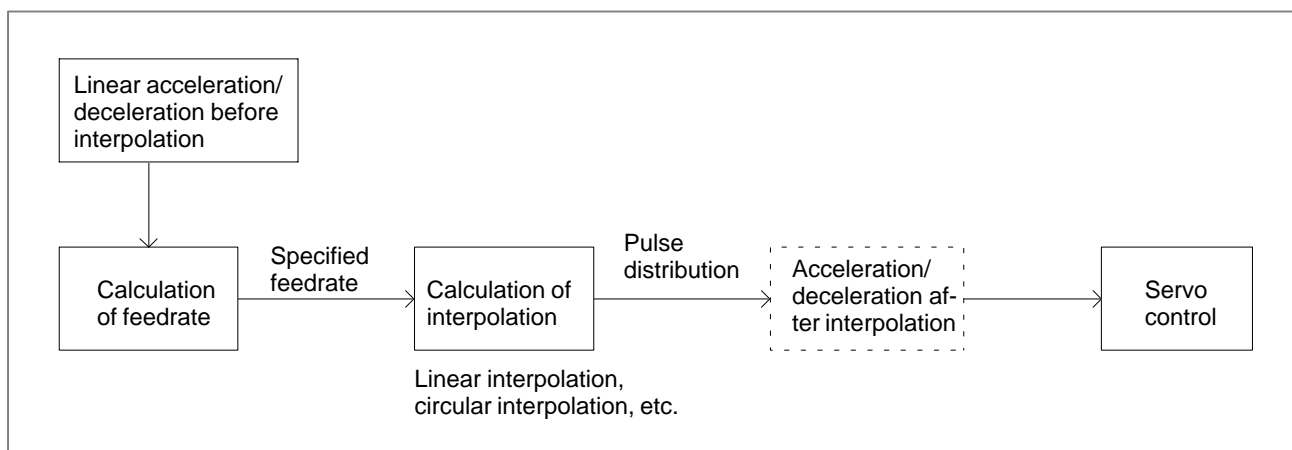 Linear acceleration/
deceleration before
interpolation
Specified
feedrate
Pulse
distribution
Calculation
of feedrate
Calculation of
interpolation
Acceleration/
deceleration af-
ter interpolation
Servo
control
Linear interpolation,
circular interpolation, etc.